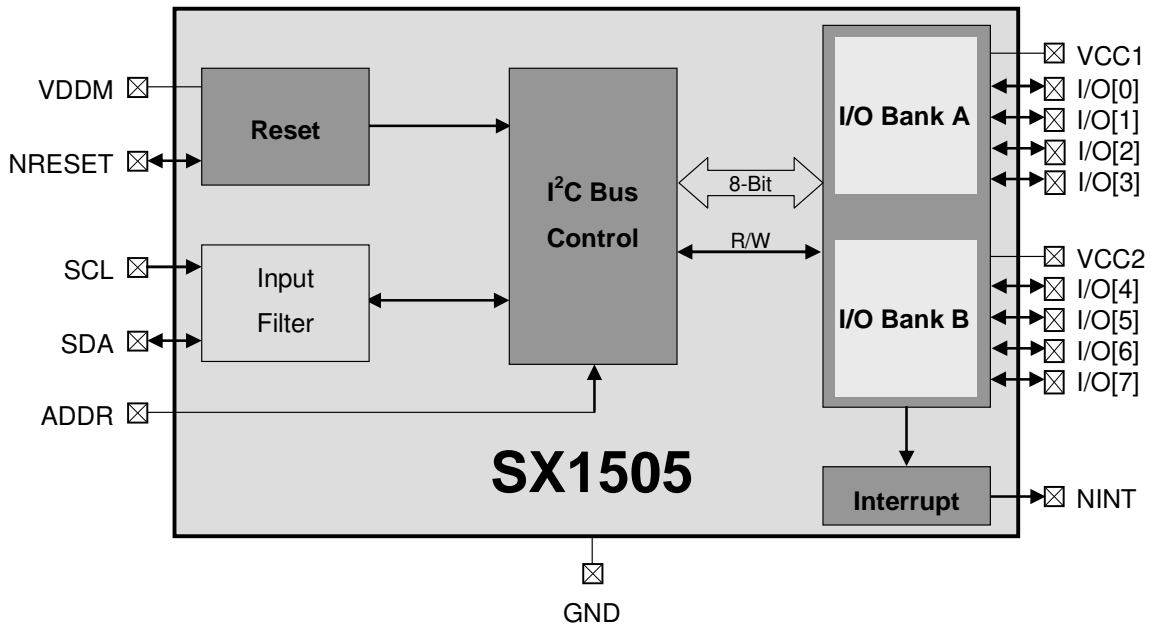 VDDM
NRESET
SCL
SDA
ADDR
Reset
Input
Filter
I²C Bus
Control
8-Bit
R/W
I/O Bank A
I/O Bank B
VCC1
I/O[0]
I/O[1]
I/O[2]
I/O[3]
VCC2
I/O[4]
I/O[5]
I/O[6]
I/O[7]
SX1505
Interrupt
NINT
GND